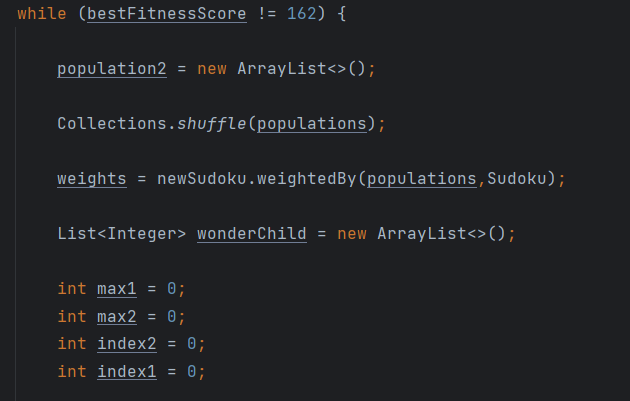 while (bestFitnessScore != 162) {
population2 = new ArrayList<>();
Collections.shuffle(populations);
weights = newSudoku.weightedBy(populations,Sudoku);
List<Integer> wonderChild = new ArrayList<>();
int max1 = 0;
int max2 = 0;
int index2 = 0;
int index1 = 0;